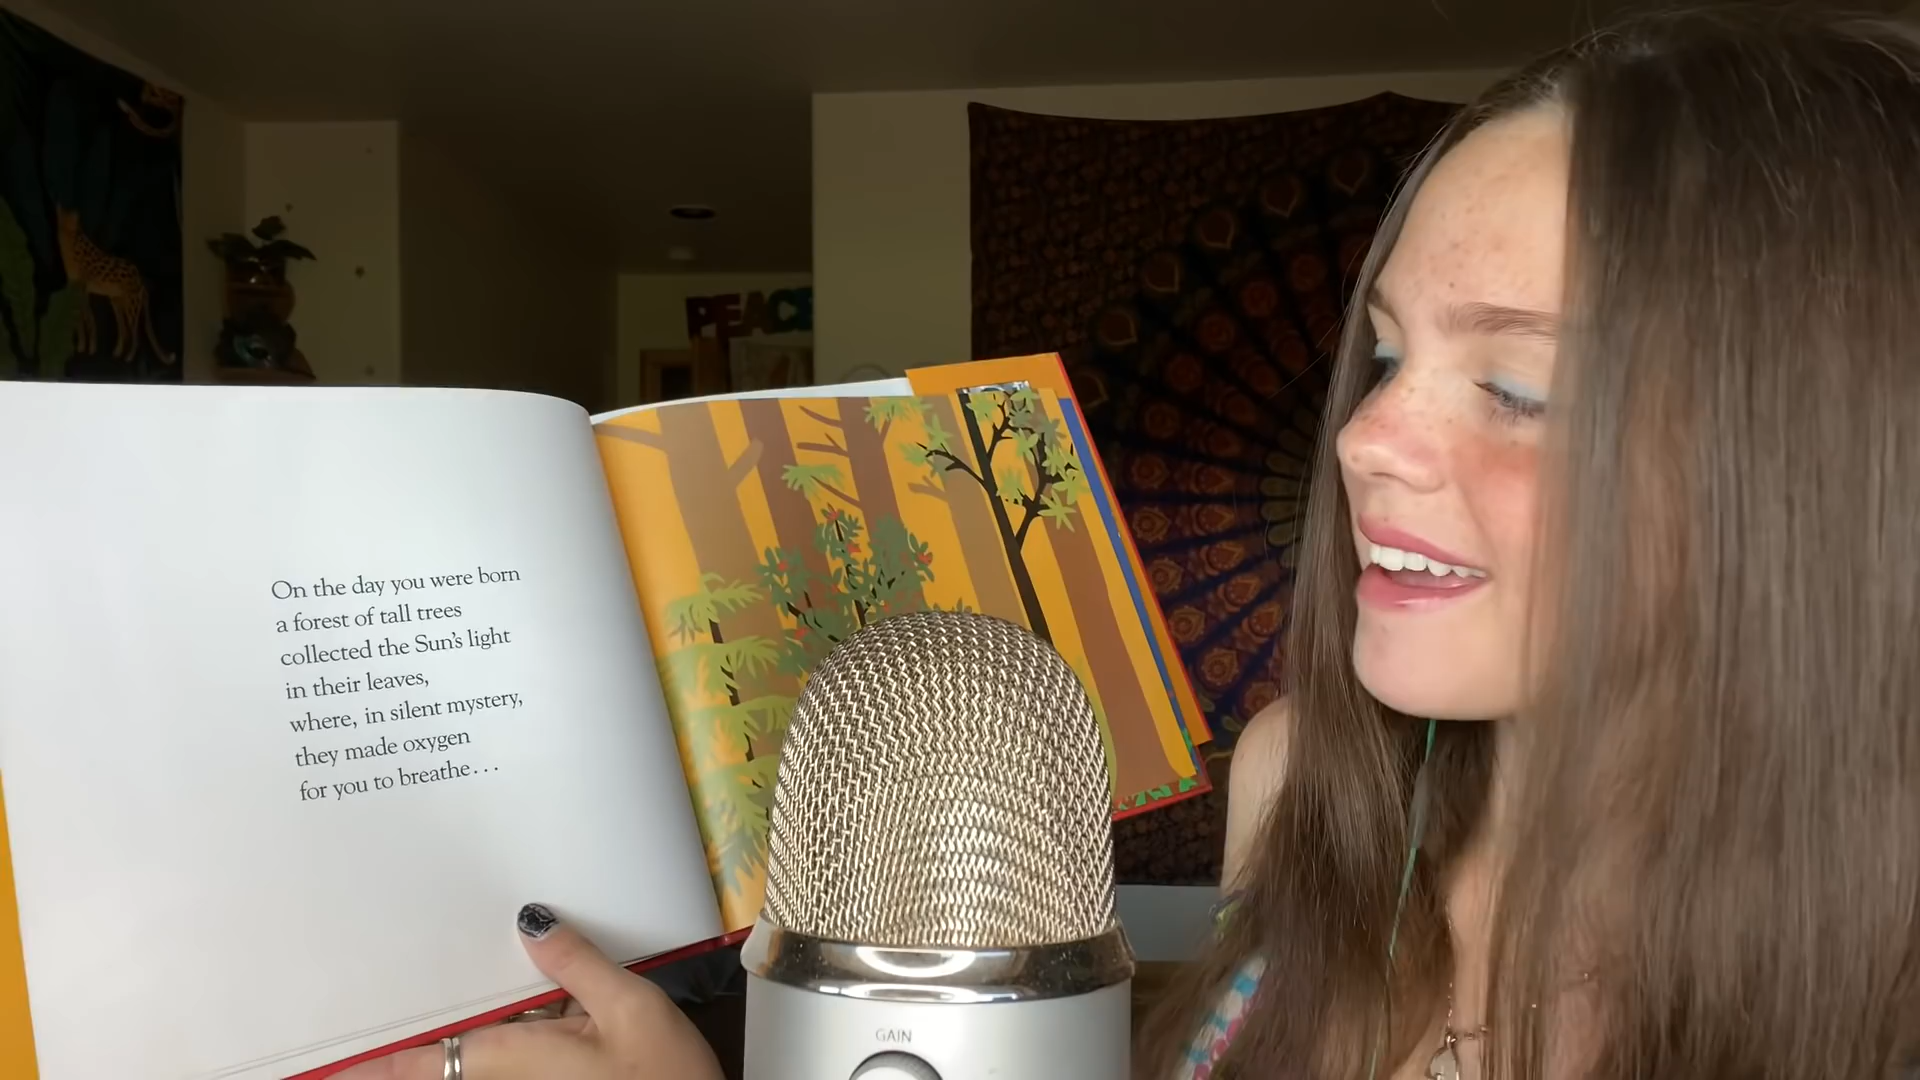 PEACE
On the day you were born
a forest of tall trees
collected the Sun's light
in their leaves,
where, in silent mystery,
they made oxygen
for you to breathe...
GAIN